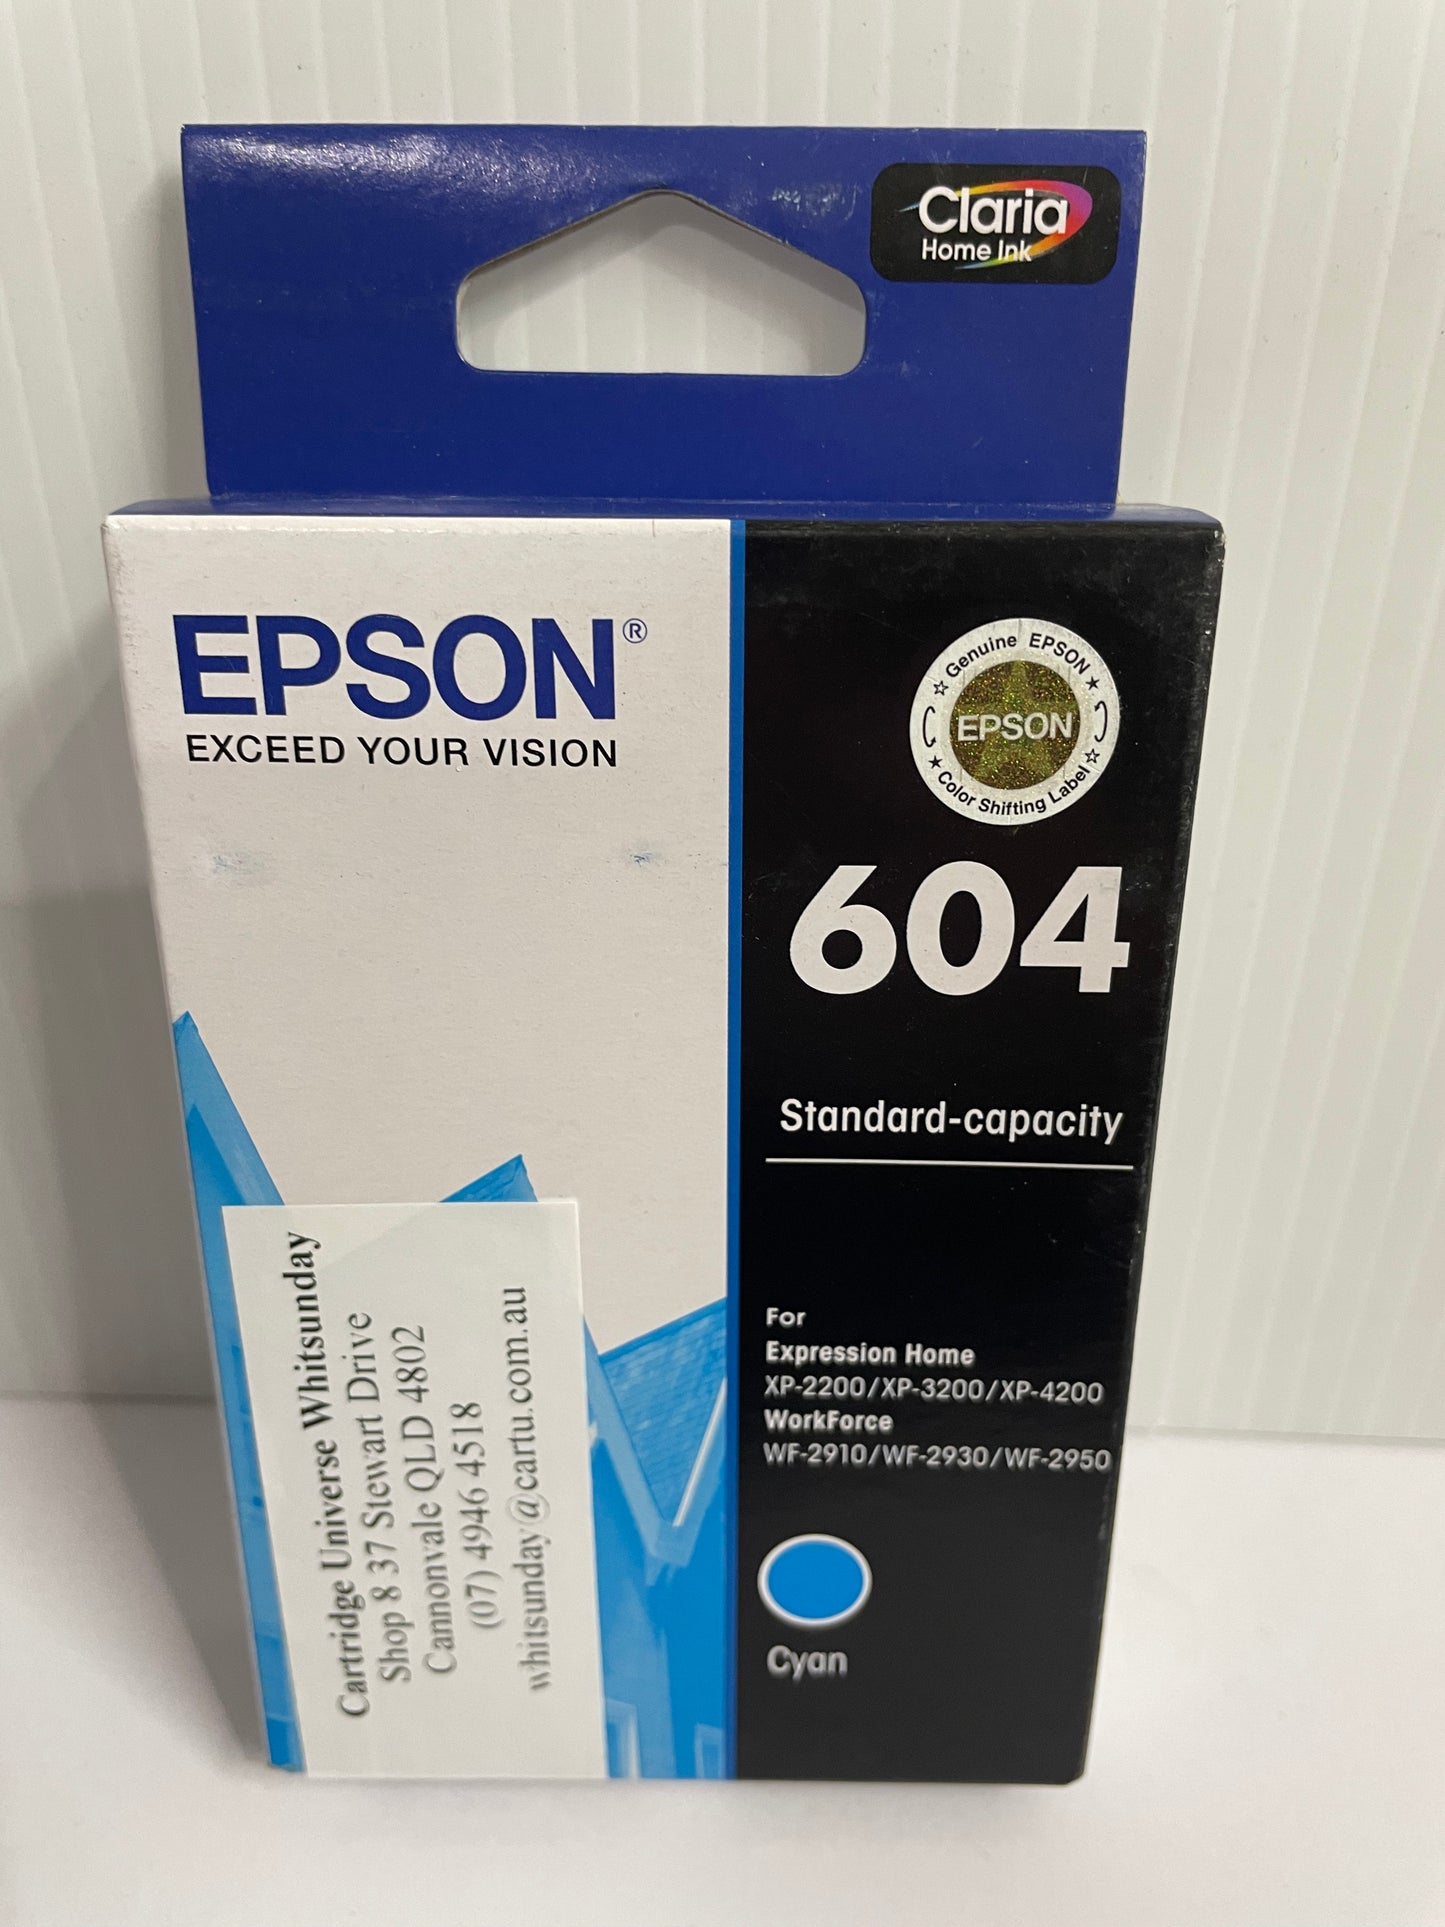 Claria
Home Ink
EPSON®
EXCEED YOUR VISION
Genuine EPSON
EPSON
Color Shifting Label
604
Standard-capacity
For
Expression Home
XP-2200/XP-3200/XP-4200
WorkForce
WF-2910/WF-2930/WF-2950
Cyan
Cartridge Universe Whitsunday
Shop 8 37 Stewart Drive
Cannonvale QLD 4802
(07) 4946 4518
whitsunday@cartu.com.au